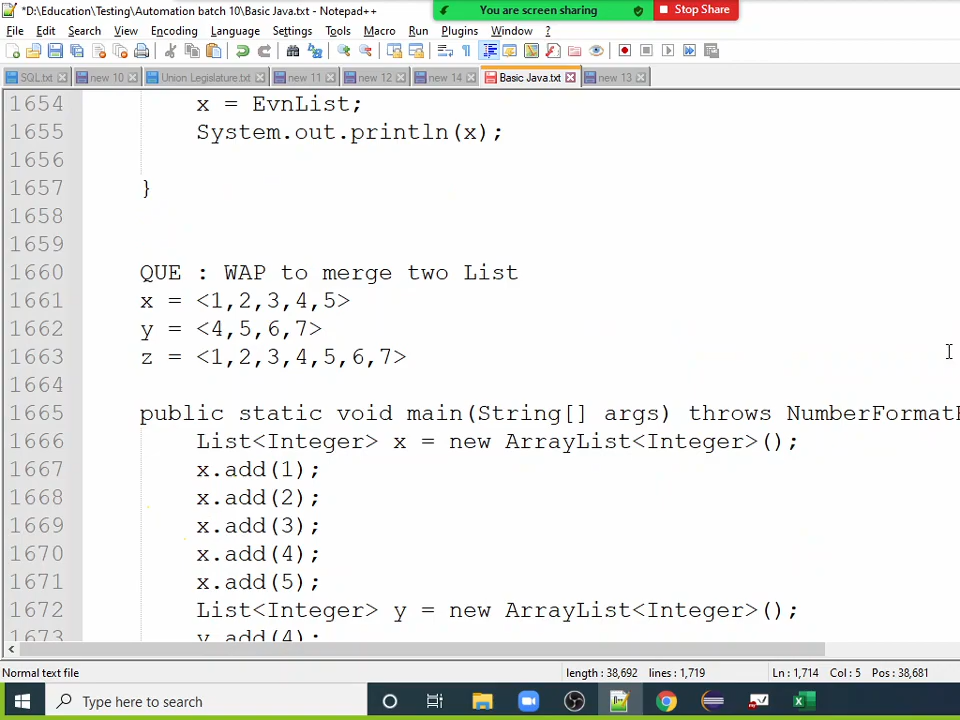 *D:\Education\Testing\Automation batch 10\Basic Java.txt - Notepad++
You are screen sharing
Stop Share
File Edit Search View Encoding Language Settings Tools Macro Run Plugins Window ?
SQL.txt new 10 Union Legislature.txt new 11 new 12 new 14 Basic Java.txt new 13
1654 x = EvnList;
1655 System.out.println(x);
1656
1657 }
1658
1659
1660 QUE : WAP to merge two List
1661 x = <1,2,3,4,5>
1662 y = <4,5,6,7>
1663 z = <1,2,3,4,5,6,7>
1664
1665 public static void main(String[] args) throws NumberFormatE
1666 List<Integer> x = new ArrayList<Integer>();
1667 x.add(1);
1668 x.add(2);
1669 x.add(3);
1670 x.add(4);
1671 x.add(5);
1672 List<Integer> y = new ArrayList<Integer>();
1673 y.add(4);
Normal text file length : 38,692 lines : 1,719 Ln : 1,714 Col : 5 Pos : 38,681
Type here to search